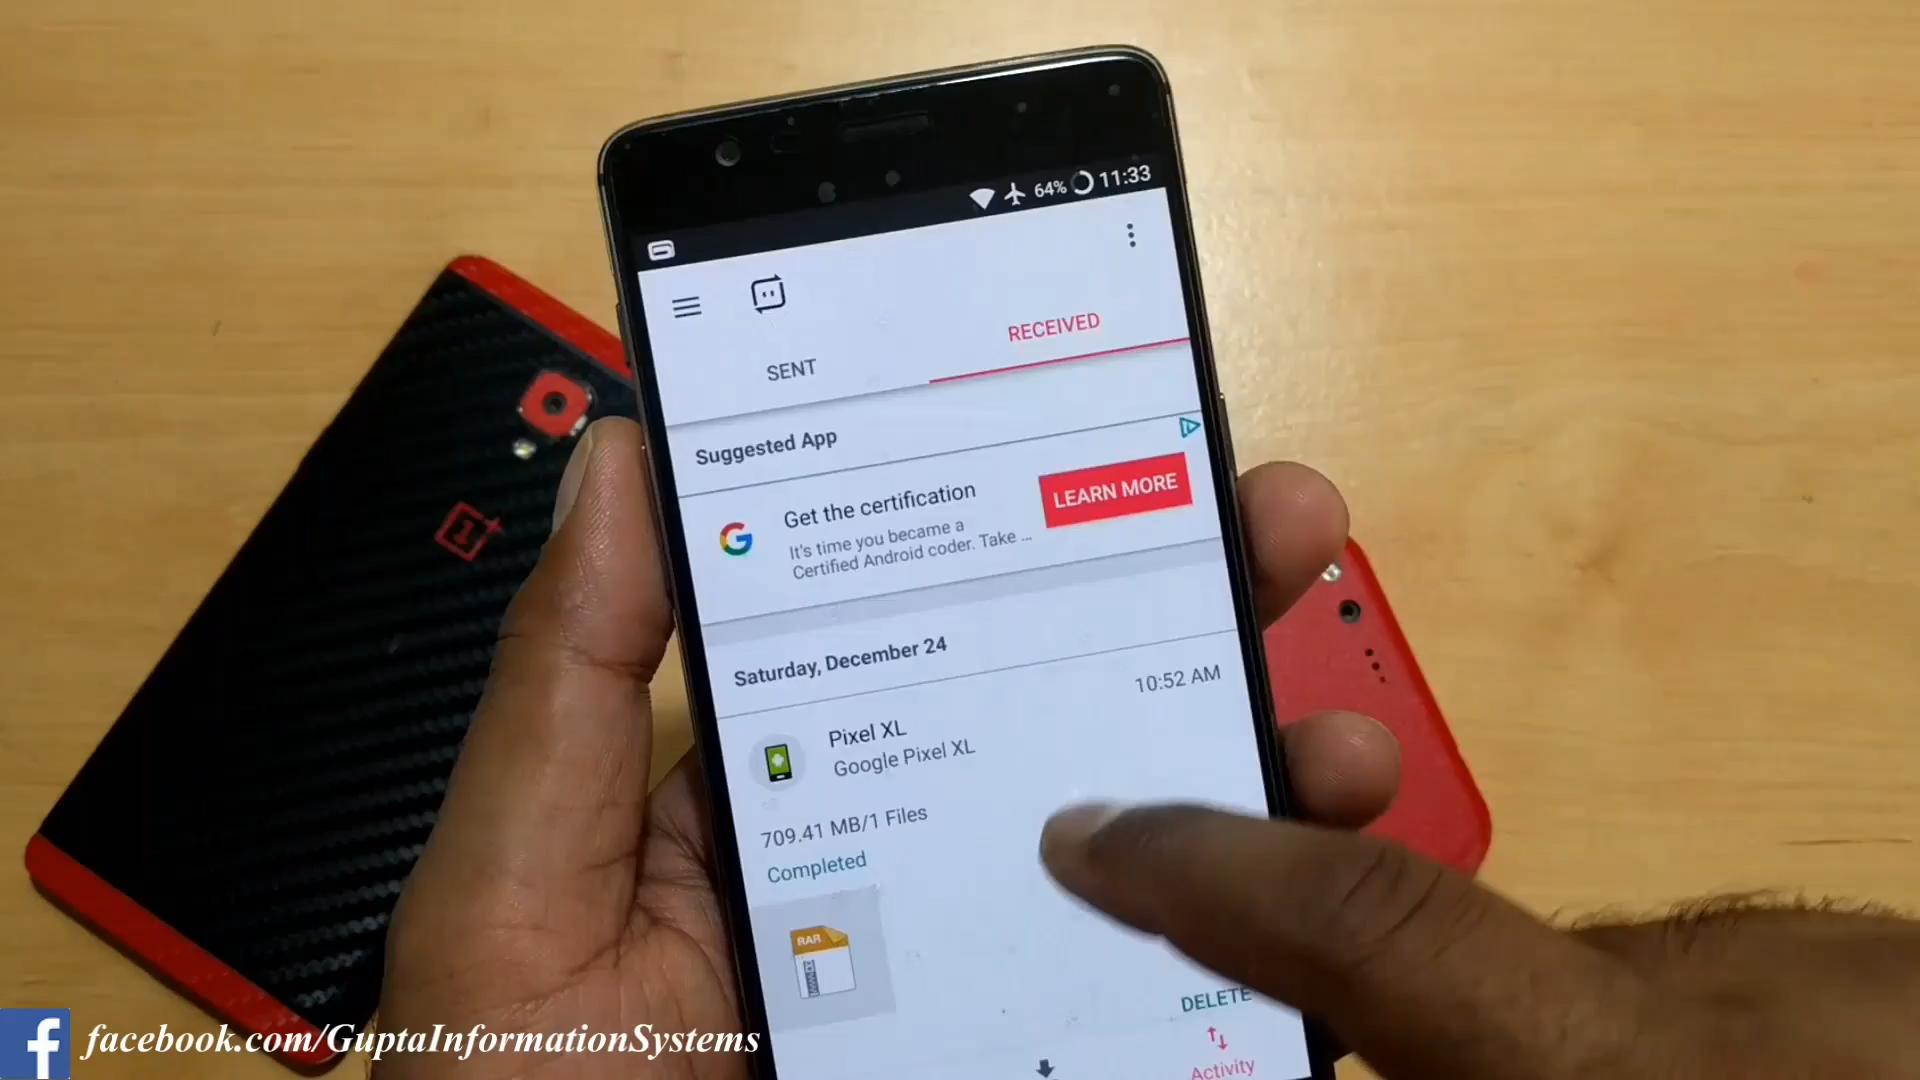 64% 11:33
SENT
RECEIVED
Suggested App
Get the certification
It's time you became a
Certified Android coder. Take ...
LEARN MORE
Saturday, December 24
10:52 AM
Pixel XL
Google Pixel XL
709.41 MB/1 Files
Completed
RAR
DELETE
Activity
1+
f facebook.com/GuptaInformationSystems